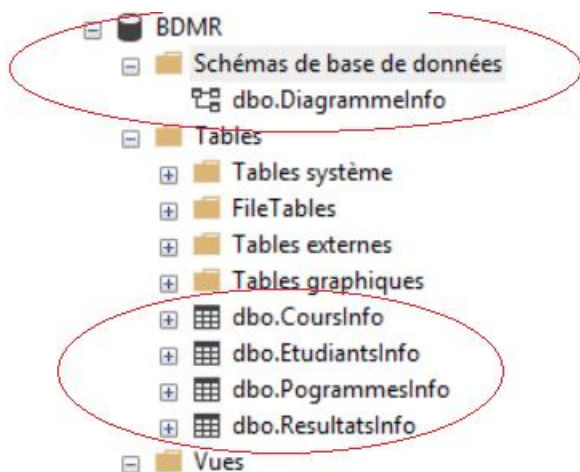 BDMR
Schémas de base de données
dbo.DiagrammeInfo
Tables
Tables système
FileTables
Tables externes
Tables graphiques
dbo.CoursInfo
dbo.EtudiantsInfo
dbo.PogrammesInfo
dbo.ResultatsInfo
Vues